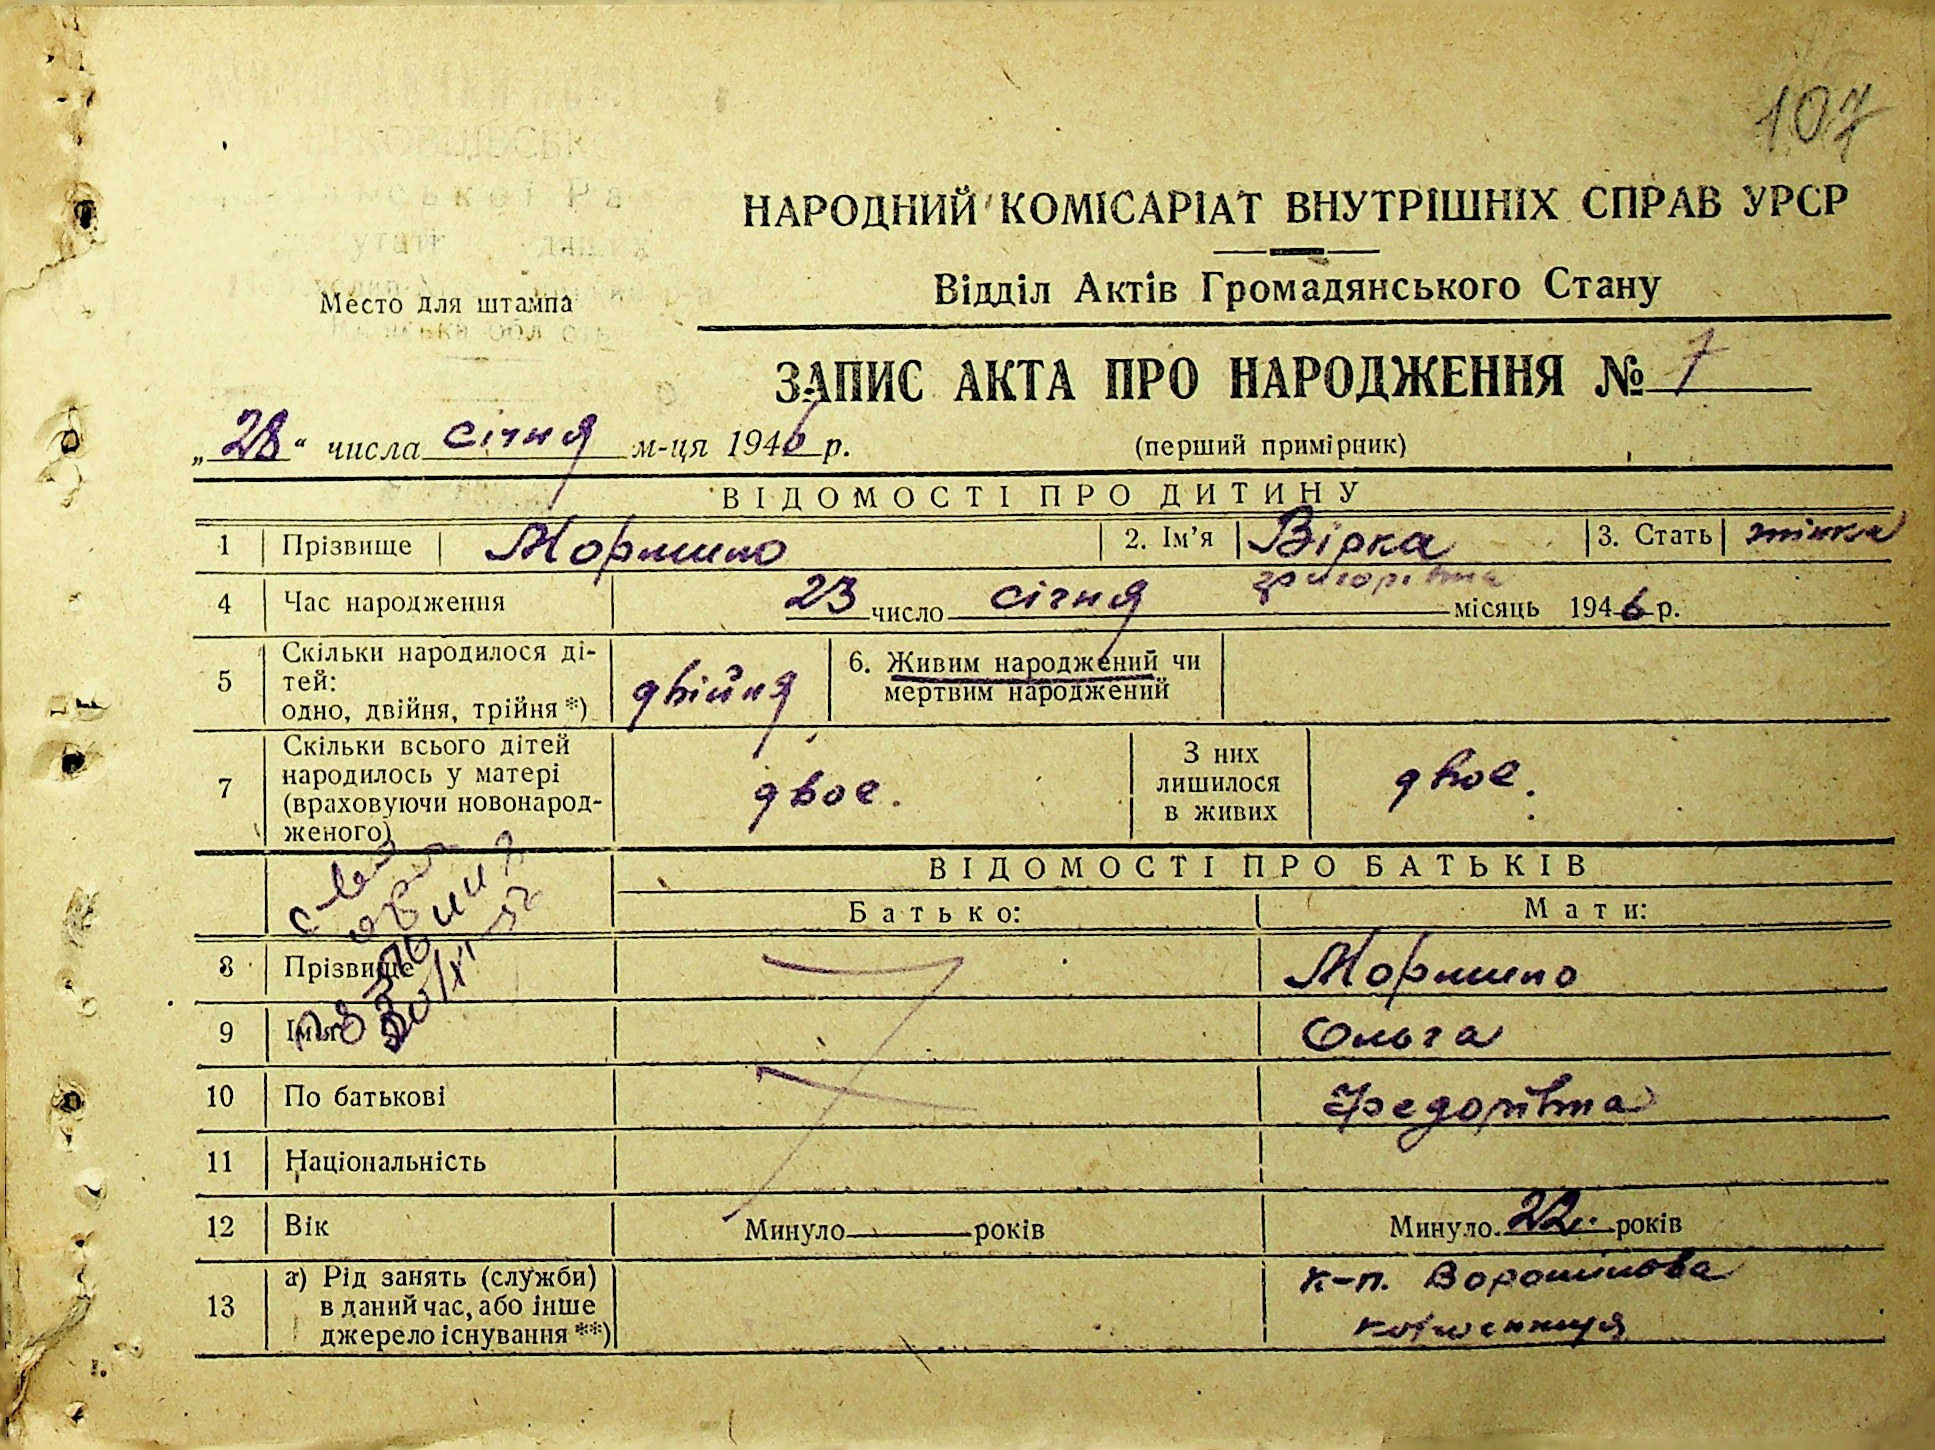 107
НАРОДНИЙ КОМІСАРІАТ ВНУТРІШНІХ СПРАВ УРСР
Відділ Актів Громадянського Стану
Место для штампа
ЗАПИС АКТА ПРО НАРОДЖЕННЯ № 7
„28“ числа січня м-ця 1946 р.
(перший примірник)
ВІДОМОСТІ ПРО ДИТИНУ
1 Прізвище 2. Ім’я Вірка 3. Стать жінка
григорівна
4 Час народження 23 число січня місяць 1946 р.
5 Скільки народилося ді-
тей:
одно, двійня, трійня *) двійня
6. Живим народжений чи
мертвим народжений
7 Скільки всього дітей
народилось у матері
(враховуючи новонарод-
женого) двоє.
З них
лишилося
в живих двоє.
ВІДОМОСТІ ПРО БАТЬКІВ
Батько: Мати:
8 Прізвище
9 Ім'я Ольга
10 По батькові Федорівна
11 Національність
12 Вік Минуло років Минуло 22 років
13 а) Рід занять (служби)
в даний час, або інше
джерело існування **)
к-п. Ворошилова